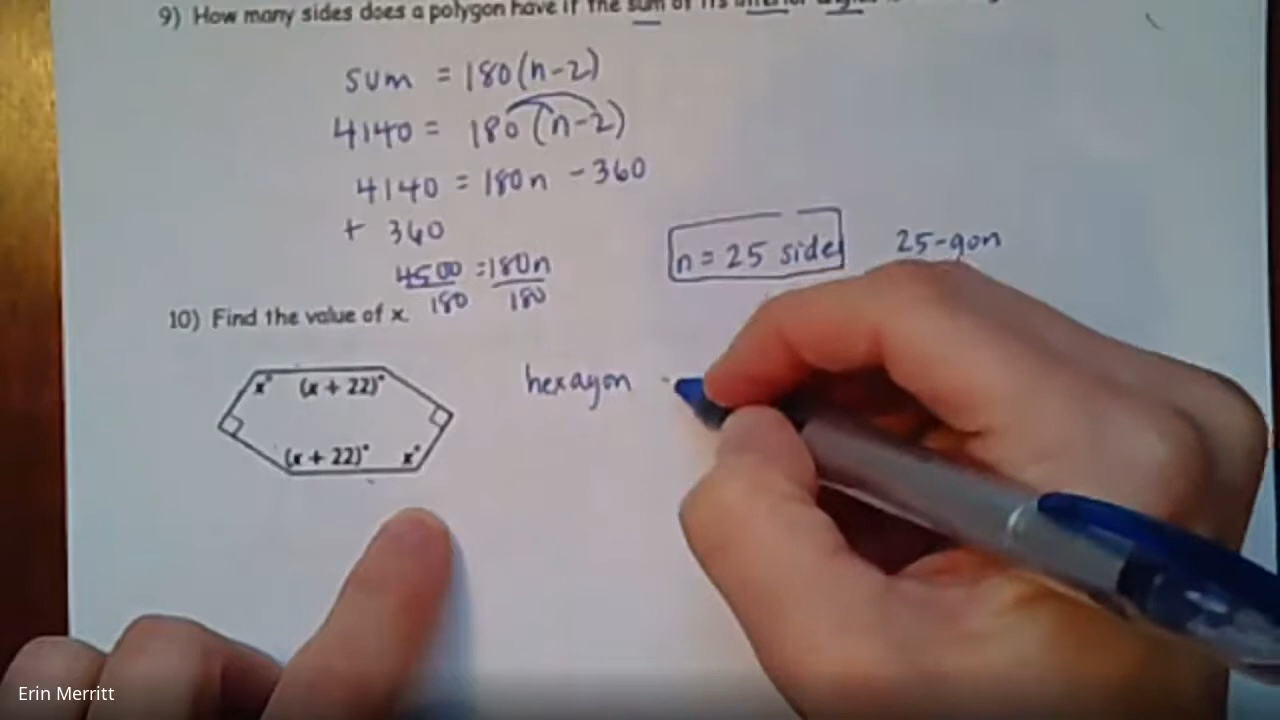 9) How many sides does a polygon have if the sum of its interior angles
sum = 180(n-2)
4140 = 180(n-2)
4140 = 180n - 360
+ 360
4500 = 180n
180 180
n = 25 sides
25-gon
10) Find the value of x.
x° (x + 22)°
(x + 22)° x°
hexagon
Erin Merritt